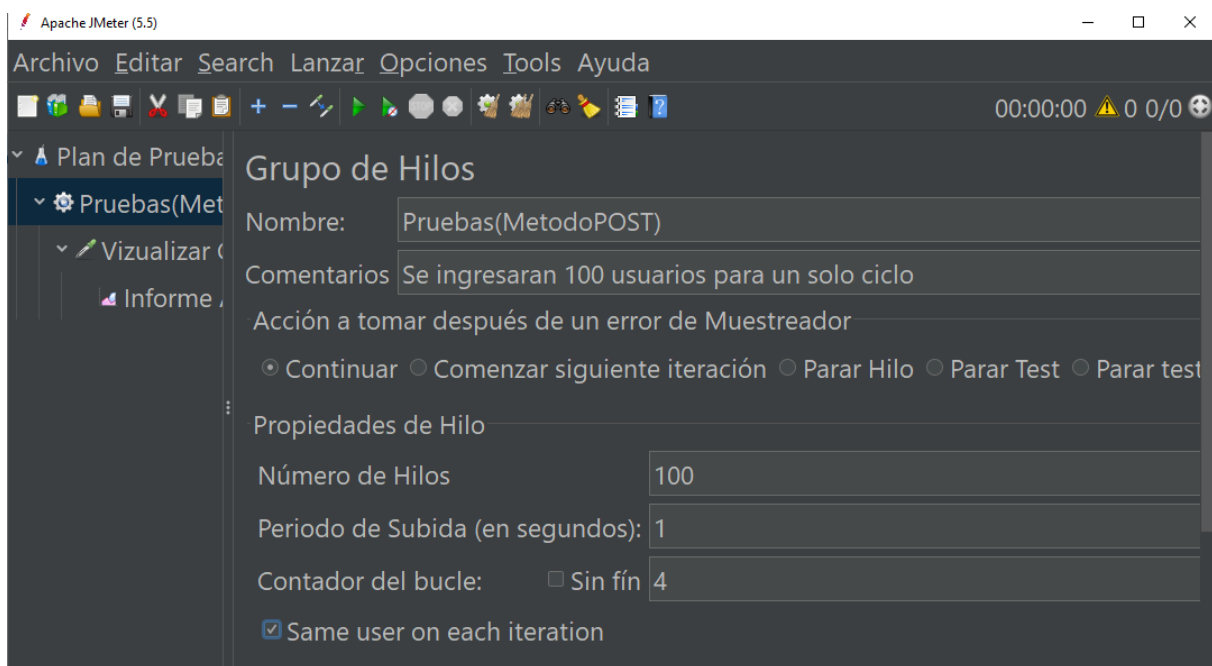 Apache JMeter (5.5)
Archivo Editar Search Lanzar Opciones Tools Ayuda
00:00:00 0 0/0
Plan de Prueba
Pruebas(Met
Vizualizar
Informe
Grupo de Hilos
Nombre: Pruebas(MetodoPOST)
Comentarios Se ingresaran 100 usuarios para un solo ciclo
Acción a tomar después de un error de Muestreador
Continuar Comenzar siguiente iteración Parar Hilo Parar Test Parar test
Propiedades de Hilo
Número de Hilos 100
Periodo de Subida (en segundos): 1
Contador del bucle: Sin fín 4
Same user on each iteration